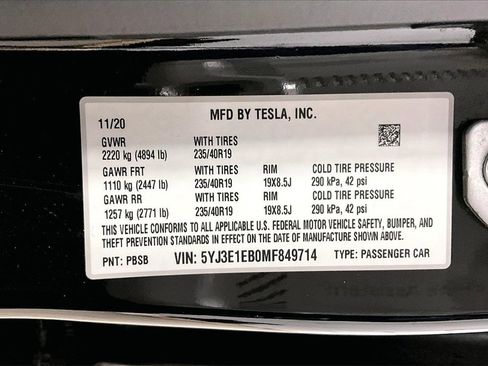 MFD BY TESLA, INC.
11/20
GVWR WITH TIRES
2220 kg (4894 lb) 235/40R19
GAWR FRT WITH TIRES RIM COLD TIRE PRESSURE
1110 kg (2447 lb) 235/40R19 19X8.5J 290 kPa, 42 psi
GAWR RR WITH TIRES RIM COLD TIRE PRESSURE
1257 kg (2771 lb) 235/40R19 19X8.5J 290 kPa, 42 psi
THIS VEHICLE CONFORMS TO ALL APPLICABLE U.S. FEDERAL MOTOR VEHICLE SAFETY, BUMPER, AND
THEFT PREVENTION STANDARDS IN EFFECT ON THE DATE OF MANUFACTURE SHOWN ABOVE.
PNT: PBSB VIN: 5YJ3E1EB0MF849714 TYPE: PASSENGER CAR